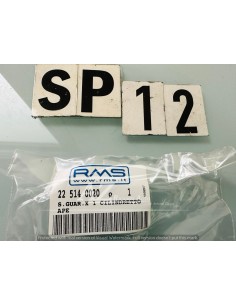 SP 12
RMS
www.rms.it
22 514 0020 1
S.GUAR.X 1 CILINDRETTO
APE